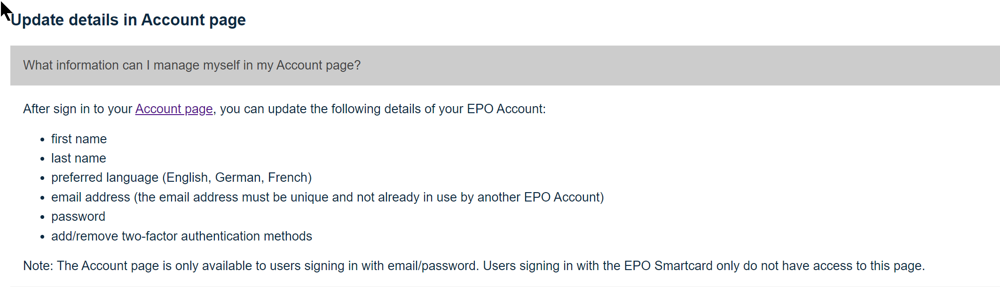 Update details in Account page
What information can I manage myself in my Account page?
After sign in to your Account page, you can update the following details of your EPO Account:
• first name
• last name
• preferred language (English, German, French)
• email address (the email address must be unique and not already in use by another EPO Account)
• password
• add/remove two-factor authentication methods
Note: The Account page is only available to users signing in with email/password. Users signing in with the EPO Smartcard only do not have access to this page.